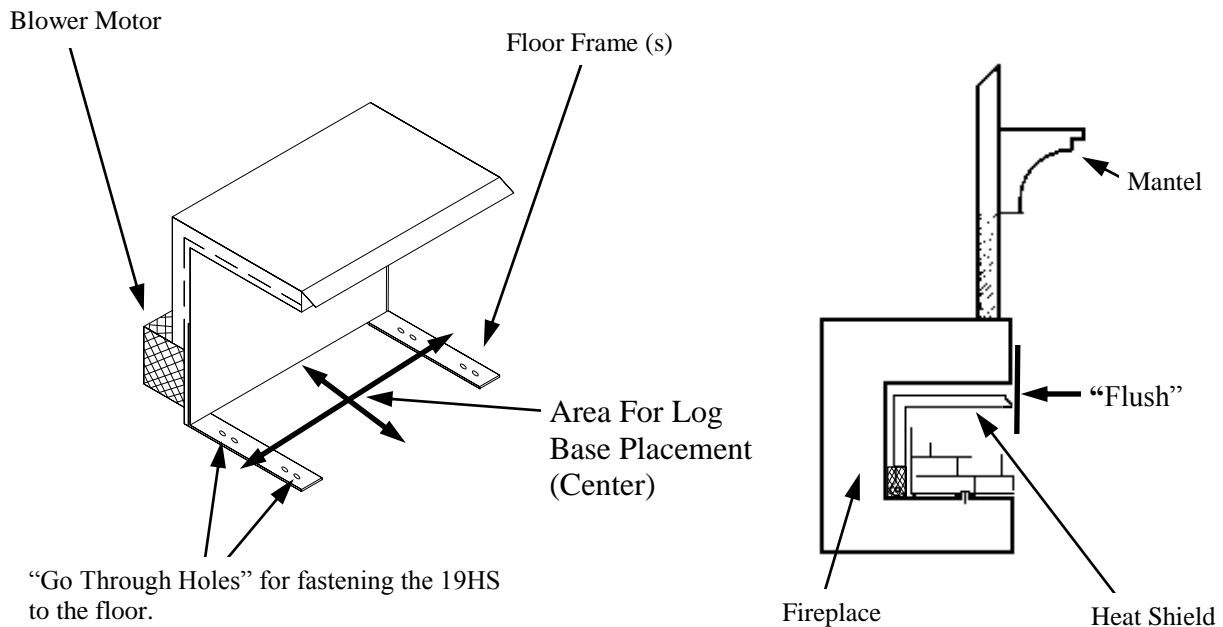 Blower Motor
Floor Frame (s)
Mantel
“Flush”
Area For Log
Base Placement
(Center)
“Go Through Holes” for fastening the 19HS
to the floor.
Fireplace
Heat Shield